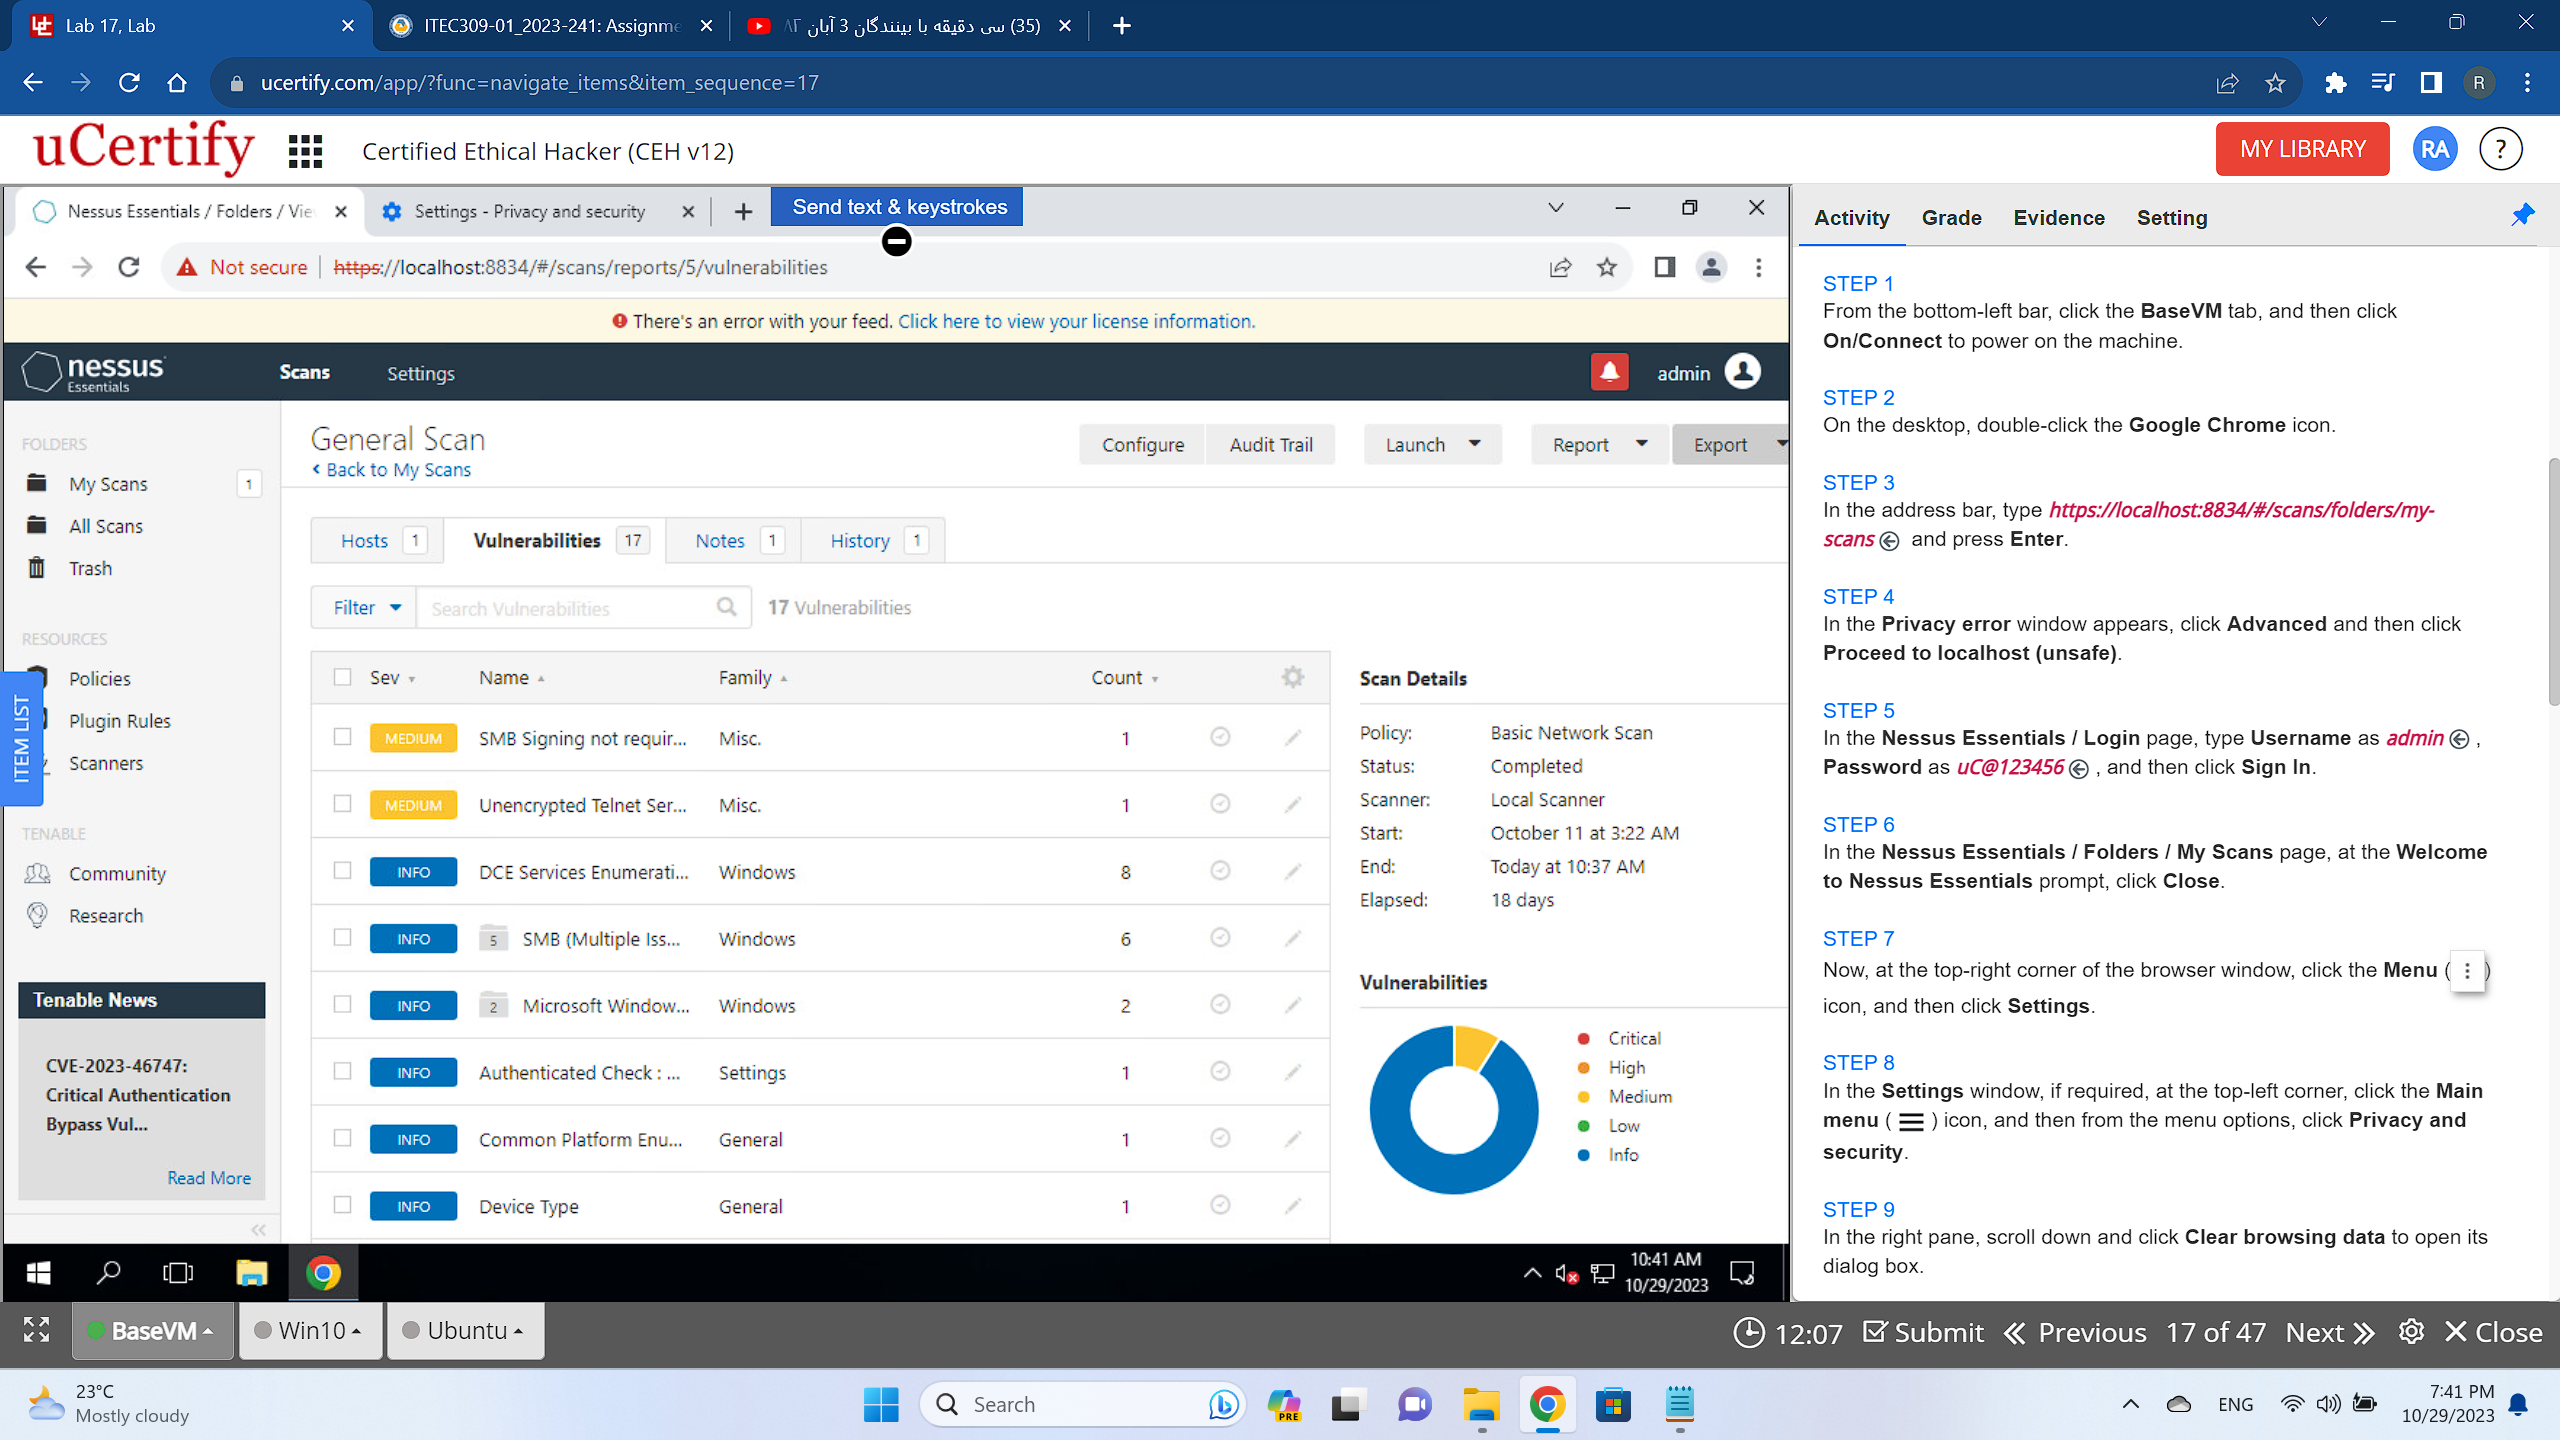 Lab 17, Lab
ITEC309-01_2023-241: Assignme
(35) سی دقیقه با بینندگان 3 آبان ۸۲
ucertify.com/app/?func=navigate_items&item_sequence=17
R
uCertify
Certified Ethical Hacker (CEH v12)
MY LIBRARY
RA
?
Nessus Essentials / Folders / Vie
Settings - Privacy and security
Send text & keystrokes
Not secure
https://localhost:8834/#/scans/reports/5/vulnerabilities
There's an error with your feed. Click here to view your license information.
nessus
Essentials
Scans
Settings
admin
FOLDERS
My Scans
1
All Scans
Trash
RESOURCES
Policies
Plugin Rules
Scanners
TENABLE
Community
Research
ITEM LIST
Tenable News
CVE-2023-46747:
Critical Authentication
Bypass Vul...
Read More
General Scan
Back to My Scans
Configure
Audit Trail
Launch
Report
Export
Hosts 1
Vulnerabilities 17
Notes 1
History 1
Filter
Search Vulnerabilities
17 Vulnerabilities
Sev Name Family Count
MEDIUM SMB Signing not requir... Misc. 1
MEDIUM Unencrypted Telnet Ser... Misc. 1
INFO DCE Services Enumerati... Windows 8
INFO 5 SMB (Multiple Iss... Windows 6
INFO 2 Microsoft Window... Windows 2
INFO Authenticated Check : ... Settings 1
INFO Common Platform Enu... General 1
INFO Device Type General 1
Scan Details
Policy: Basic Network Scan
Status: Completed
Scanner: Local Scanner
Start: October 11 at 3:22 AM
End: Today at 10:37 AM
Elapsed: 18 days
Vulnerabilities
Critical
High
Medium
Low
Info
10:41 AM
10/29/2023
Activity
Grade
Evidence
Setting
STEP 1
From the bottom-left bar, click the BaseVM tab, and then click
On/Connect to power on the machine.
STEP 2
On the desktop, double-click the Google Chrome icon.
STEP 3
In the address bar, type https://localhost:8834/#/scans/folders/my-
scans and press Enter.
STEP 4
In the Privacy error window appears, click Advanced and then click
Proceed to localhost (unsafe).
STEP 5
In the Nessus Essentials / Login page, type Username as admin ,
Password as uC@123456 , and then click Sign In.
STEP 6
In the Nessus Essentials / Folders / My Scans page, at the Welcome
to Nessus Essentials prompt, click Close.
STEP 7
Now, at the top-right corner of the browser window, click the Menu ( )
icon, and then click Settings.
STEP 8
In the Settings window, if required, at the top-left corner, click the Main
menu ( ) icon, and then from the menu options, click Privacy and
security.
STEP 9
In the right pane, scroll down and click Clear browsing data to open its
dialog box.
BaseVM
Win10
Ubuntu
12:07
Submit
Previous
17 of 47
Next
Close
23°C
Mostly cloudy
Search
PRE
ENG
7:41 PM
10/29/2023